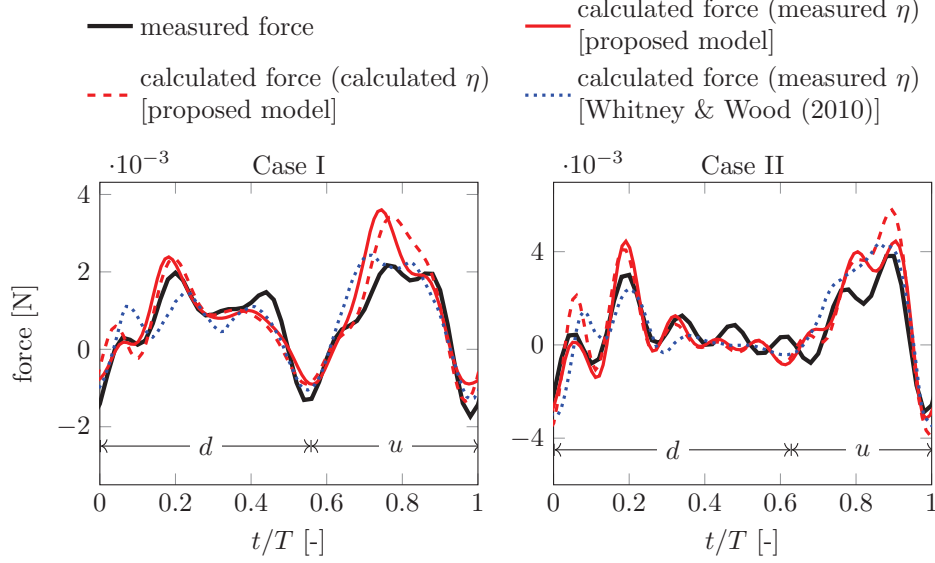 measured force
calculated force (measured η)
[proposed model]
calculated force (calculated η)
[proposed model]
calculated force (measured η)
[Whitney & Wood (2010)]
·10⁻³
Case I
4
2
0
−2
force [N]
d
u
0
0.2
0.4
0.6
0.8
1
t/T [-]
·10⁻³
Case II
4
0
−4
d
u
0
0.2
0.4
0.6
0.8
1
t/T [-]